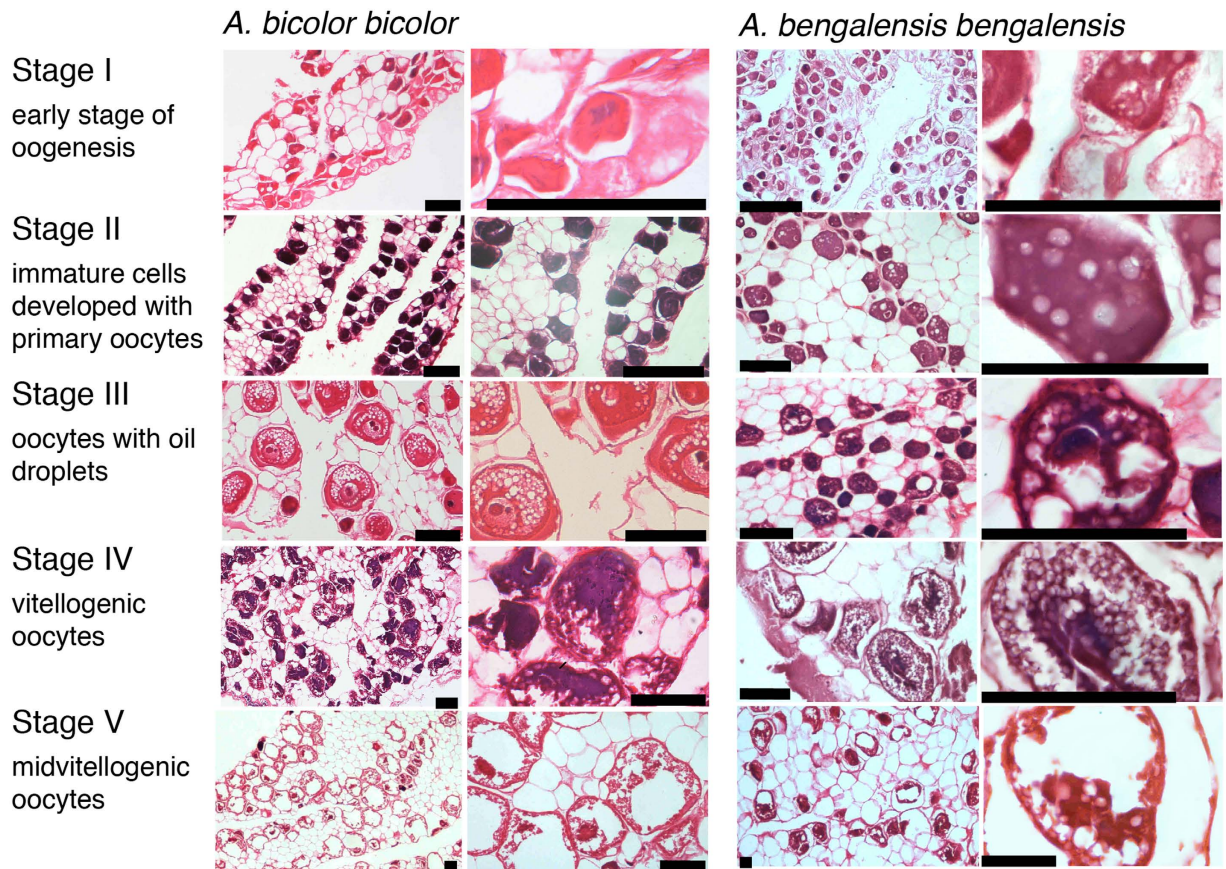 A. bicolor bicolor
A. bengalensis bengalensis
Stage I
early stage of
oogenesis
Stage II
immature cells
developed with
primary oocytes
Stage III
oocytes with oil
droplets
Stage IV
vitellogenic
oocytes
Stage V
midvitellogenic
oocytes